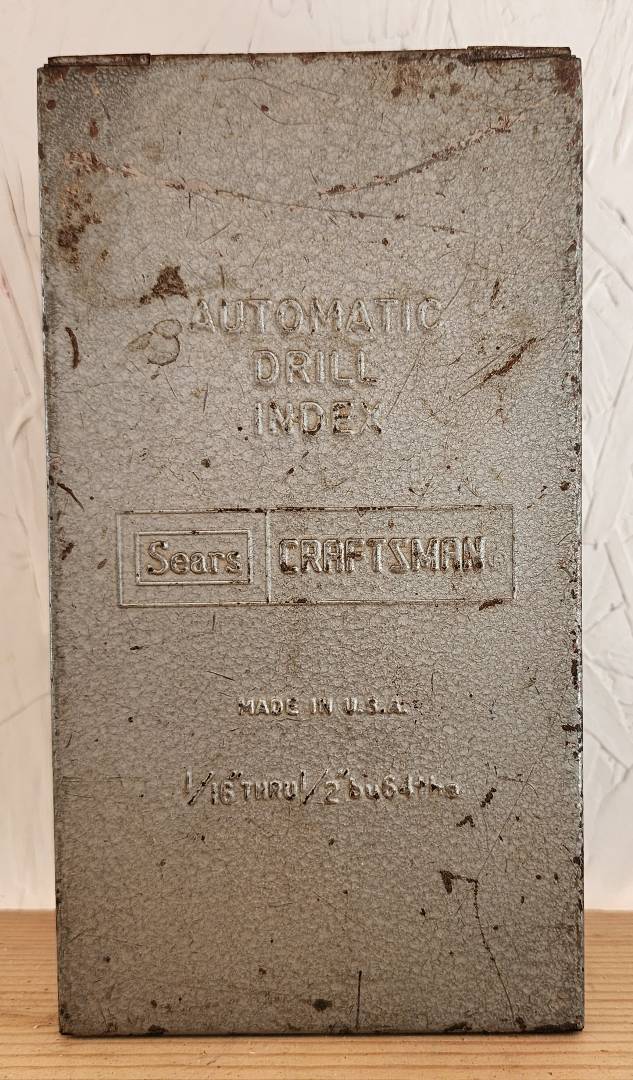 AUTOMATIC
DRILL
INDEX
Sears CRAFTSMAN
MADE IN U.S.A.
1/16" THRU 1/2" by 64ths